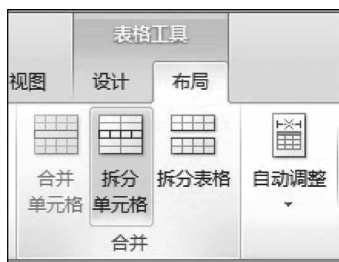 表格工具
视图 设计 布局
合并 拆分 拆分表格 自动调整
单元格 单元格
合并